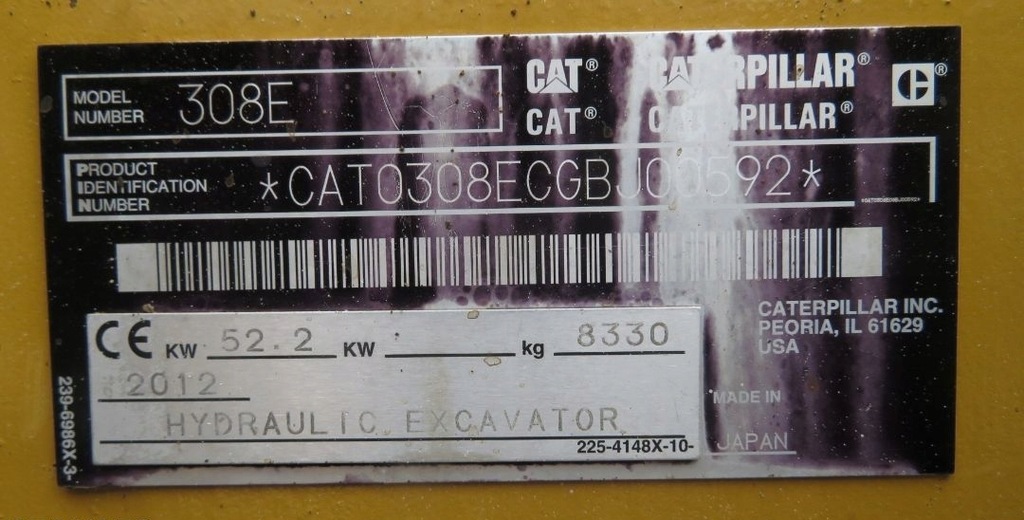 MODEL NUMBER 308E
CAT® CATERPILLAR®
CAT® CATERPILLAR®
PRODUCT IDENTIFICATION NUMBER *CAT0308ECGBJ00592*
CATERPILLAR INC.
PEORIA, IL 61629
USA
CE KW 52.2 KW kg 8330
2012
HYDRAULIC EXCAVATOR
225-4148X-10-
MADE IN
JAPAN
239-6986X-3-